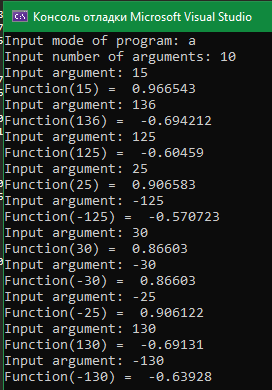 Консоль отладки Microsoft Visual Studio
Input mode of program: a
Input number of arguments: 10
Input argument: 15
Function(15) =  0.966543
Input argument: 136
Function(136) =  -0.694212
Input argument: 125
Function(125) =  -0.60459
Input argument: 25
Function(25) =  0.906583
Input argument: -125
Function(-125) =  -0.570723
Input argument: 30
Function(30) =  0.86603
Input argument: -30
Function(-30) =  0.86603
Input argument: -25
Function(-25) =  0.906122
Input argument: 130
Function(130) =  -0.69131
Input argument: -130
Function(-130) =  -0.63928